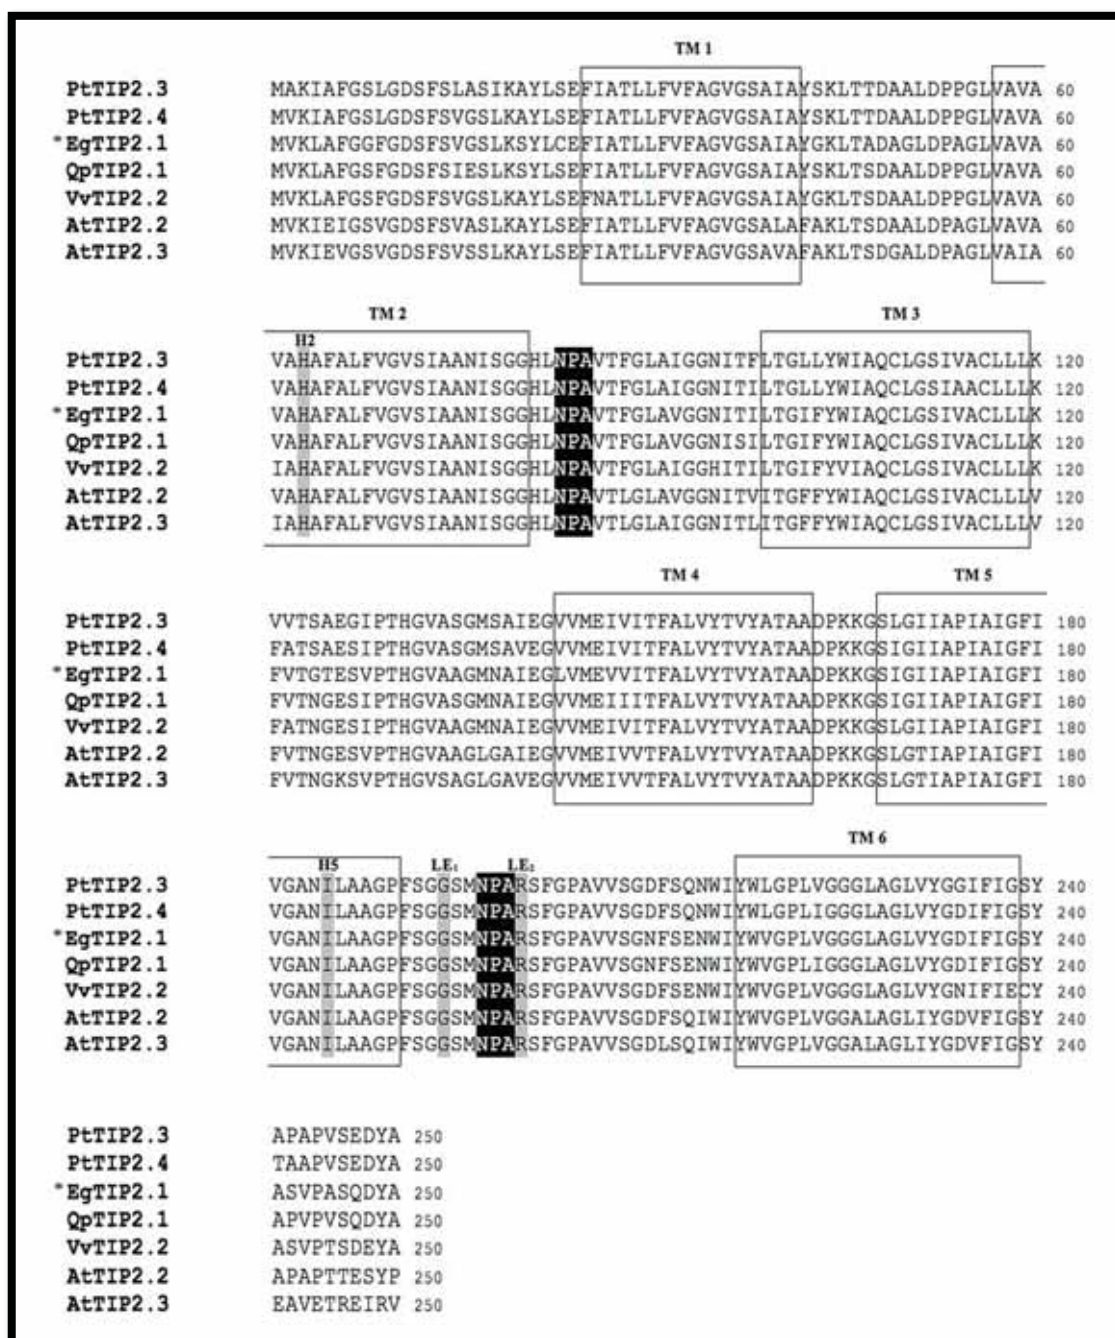 TM 1
PtTIP2.3 MAKIAFGSLGDSFSLASIKAYLSEFIATLLFVFAGVGSAIAYSKLTTDAALDPPGLVAVA 60
PtTIP2.4 MVKIAFGSFGDSFSVGSLKAYLSEFIATLLFVFAGVGSAIAYSKLTTDAALDPPGLVAVA 60
*EgTIP2.1 MVKLAFGGFGDSFSVGSLKSYLCEFIATLLFVFAGVGSAIAYGKLTADAGLDPAGLVAVA 60
QpTIP2.1 MVKLAFGSFGDSFSIESLKSYLSEFIATLLFVFAGVGSAIAYSKLTSDAALDPAGLVAVA 60
VvTIP2.2 MVKLAFGSFGDSFSVGSLKAYLSEFNATLLFVFAGVGSAIAYGKLTSDAALDPPGLVAVA 60
AtTIP2.2 MVKIEIGSVGDSFSVASLKAYLSEFIATLLFVFAGVGSALAFAKLTSDAALDPAGLVAVA 60
AtTIP2.3 MVKIEVGSVGDSFSVSSLKAYLSEFIATLLFVFAGVGSAVAFAKLTSDGALDPAGLVAIA 60
TM 2 TM 3
H2
PtTIP2.3 VAHAFALFVGVSIAANISGGHLNPAVTFGLAIGGNITFLTGLLYWIAQCLGSIVACLLLK 120
PtTIP2.4 VAHAFALFVGVSIAANISGGHLNPAVTFGLAIGGNITILTGLLYWIAQCLGSIAACLLLK 120
*EgTIP2.1 VAHAFALFVGVSIAANISGGHLNPAVTFGLAVGGNITILTGIFYWIAQCLGSIVACLLLK 120
QpTIP2.1 VAHAFALFVGVSIAANISGGHLNPAVTFGLAVGGNISILTGIFYWIAQCLGSIVACLLLK 120
VvTIP2.2 IAHAFALFVGVSIAANISGGHLNPAVTFGLAIGGHITILTGIFYVIAQCLGSIVACLLLK 120
AtTIP2.2 VAHAFALFVGVSIAANISGGHLNPAVTLGLAVGGNITVITGFFYWIAQCLGSIVACLLLV 120
AtTIP2.3 IAHAFALFVGVSIAANISGGHLNPAVTLGLAIGGNITLITGFFYWIAQCLGSIVACLLLV 120
TM 4 TM 5
PtTIP2.3 VVTSAEGIPTHGVASGMSAIEGVVMEIVITFALVYTVYATAADPKKGSLGIIAPIAIGFI 180
PtTIP2.4 FATSAESIPTHGVASGMSAVEGVVMEIVITFALVYTVYATAADPKKGSIGIIAPIAIGFI 180
*EgTIP2.1 FVTGTESVPTHGVASGMNAIEGLVMEVVITFALVYTVYATAADPKKGSIGIIAPIAIGFI 180
QpTIP2.1 FVTNGESIPTHGVASGMNAIEGVVMEIIITFALVYTVYATAADPKKGSIGIIAPIAIGFI 180
VvTIP2.2 FATNGESIPTHGVAAGMNAIEGVVMEIVITFALVYTVYATAADPKKGSLGIIAPIAIGFI 180
AtTIP2.2 FVTNGESVPTHGVAAGLGAIEGVVMEIVVTFALVYTVYATAADPKKGSLGTIAPIAIGFI 180
AtTIP2.3 FVTNGKSVPTHGVSAGLGAVEGVVMEIVVTFALVYTVYATAADPKKGSLGTIAPIAIGFI 180
TM 6
H5 LE₁ LE₂
PtTIP2.3 VGANILAAGPFSGGSMNPARSFGPAVVSGDFSQNWIYWLGPLVGGGLAGLVYGGIFIGSY 240
PtTIP2.4 VGANILAAGPFSGGSMNPARSFGPAVVSGDFSQNWIYWLGPLIGGGLAGLVYGDIFIGSY 240
*EgTIP2.1 VGANILAAGPFSGGSMNPARSFGPAVVSGNFSENWIYWVGPLVGGGLAGLVYGDIFIGSY 240
QpTIP2.1 VGANILAAGPFSGGSMNPARSFGPAVVSGNFSENWIYWVGPLIGGGLAGLVYGDIFIGSY 240
VvTIP2.2 VGANILAAGPFSGGSMNPARSFGPAVVSGDFSENWIYWVGPLVGGGLAGLVYGNIFIECY 240
AtTIP2.2 VGANILAAGPFSGGSMNPARSFGPAVVSGDFSQIWIYWVGPLVGGALAGLIYGDVFIGSY 240
AtTIP2.3 VGANILAAGPFSGGSMNPARSFGPAVVSGDLSQIWIYWVGPLVGGALAGLIYGDVFIGSY 240
PtTIP2.3 APAPVSEDYA 250
PtTIP2.4 TAAPVSEDYA 250
*EgTIP2.1 ASVPASQDYA 250
QpTIP2.1 APVPVSQDYA 250
VvTIP2.2 ASVPTSDEYA 250
AtTIP2.2 APAPTTESYP 250
AtTIP2.3 EAVETREIRV 250